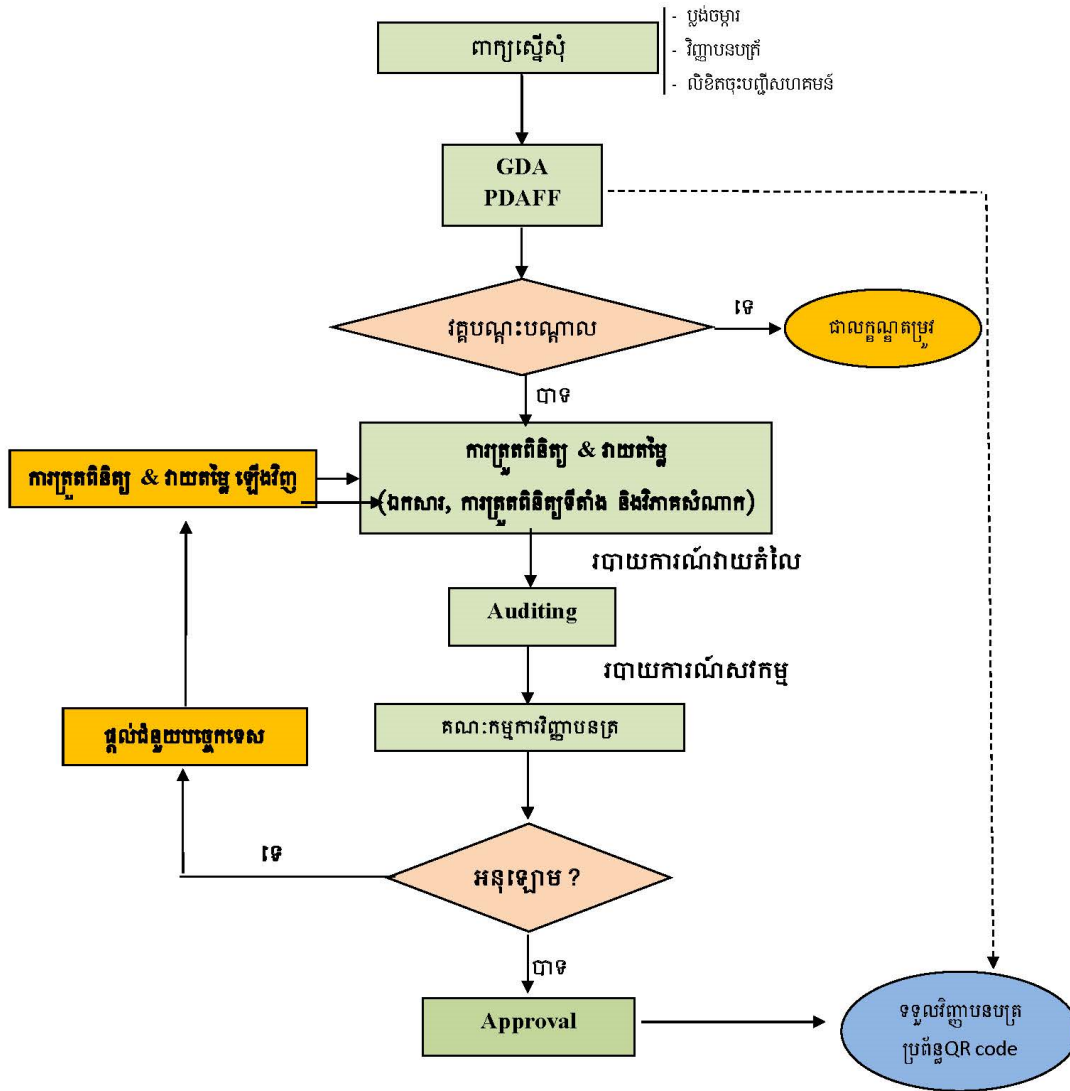 ពាក្យស្នើសុំ
- ប្លង់ចម្ការ
- វិញ្ញាបនបត្រ័
- លិខិតចុះបញ្ជីសហគមន៍
GDA
PDAFF
វគ្គបណ្តុះបណ្តាល
ទេ
ជាលក្ខណ្ឌតម្រូវ
បាទ
ការត្រួតពិនិត្យ & វាយតម្លៃ ឡើងវិញ
ការត្រួតពិនិត្យ & វាយតម្លៃ
(ឯកសារ, ការត្រួតពិនិត្យទីតាំង និងវិភាគសំណាក)
របាយការណ៍វាយតំលៃ
Auditing
របាយការណ៍សវកម្ម
ផ្តល់ជំនួយបច្ចេកទេស
គណៈកម្មការវិញ្ញាបនត្រ
ទេ
អនុឡោម ?
បាទ
Approval
ទទួលវិញ្ញាបនបត្រ
ប្រព័ន្ធQR code